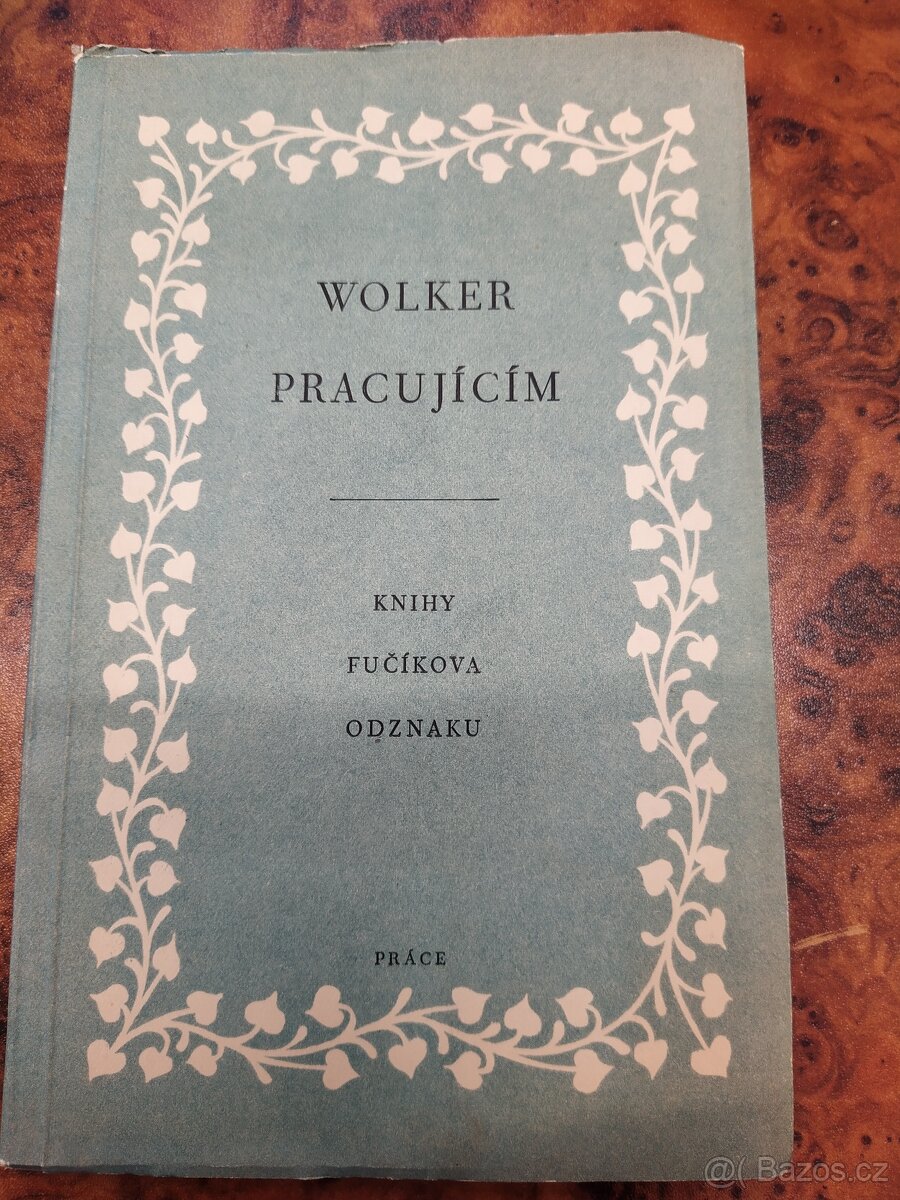 WOLKER
PRACUJÍCÍM
KNIHY
FUČÍKOVA
ODZNAKU
PRÁCE
@( Bazos.cz